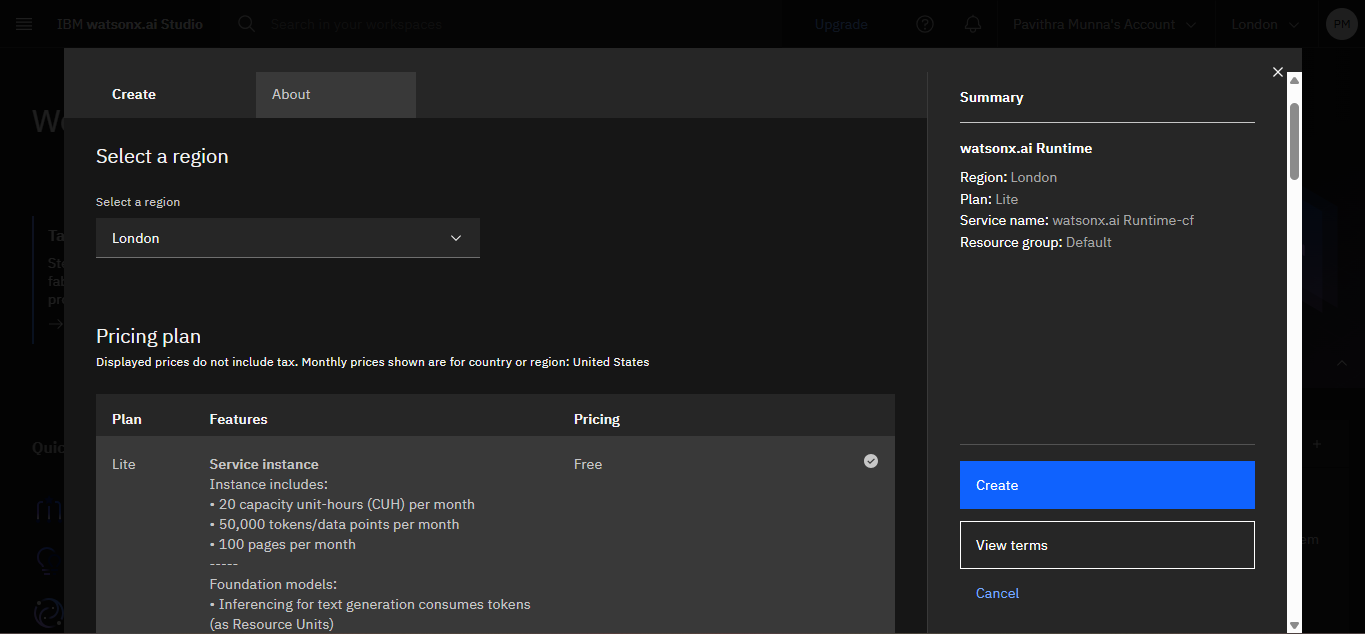 IBM watsonx.ai Studio
Search in your workspaces
Upgrade
Pavithra Munna's Account
London
PM
Create
About
Select a region
Select a region
London
Pricing plan
Displayed prices do not include tax. Monthly prices shown are for country or region: United States
Plan
Features
Pricing
Lite
Service instance
Free
Instance includes:
• 20 capacity unit-hours (CUH) per month
• 50,000 tokens/data points per month
• 100 pages per month
-----
Foundation models:
• Inferencing for text generation consumes tokens
(as Resource Units)
Summary
watsonx.ai Runtime
Region: London
Plan: Lite
Service name: watsonx.ai Runtime-cf
Resource group: Default
Create
View terms
Cancel